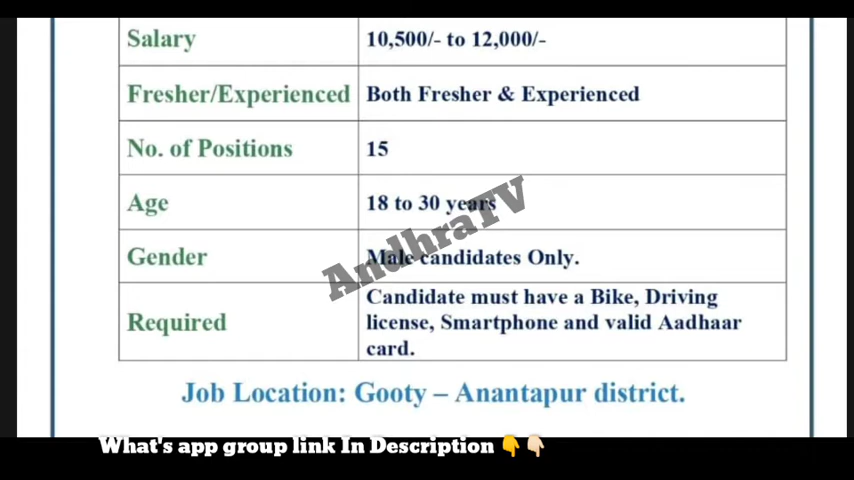 Salary 10,500/- to 12,000/-
Fresher/Experienced Both Fresher & Experienced
No. of Positions 15
Age 18 to 30 years
Gender Male candidates Only.
Candidate must have a Bike, Driving
Required license, Smartphone and valid Aadhaar
card.
AndhraTV
Job Location: Gooty – Anantapur district.
What's app group link In Description 👇👇🏻